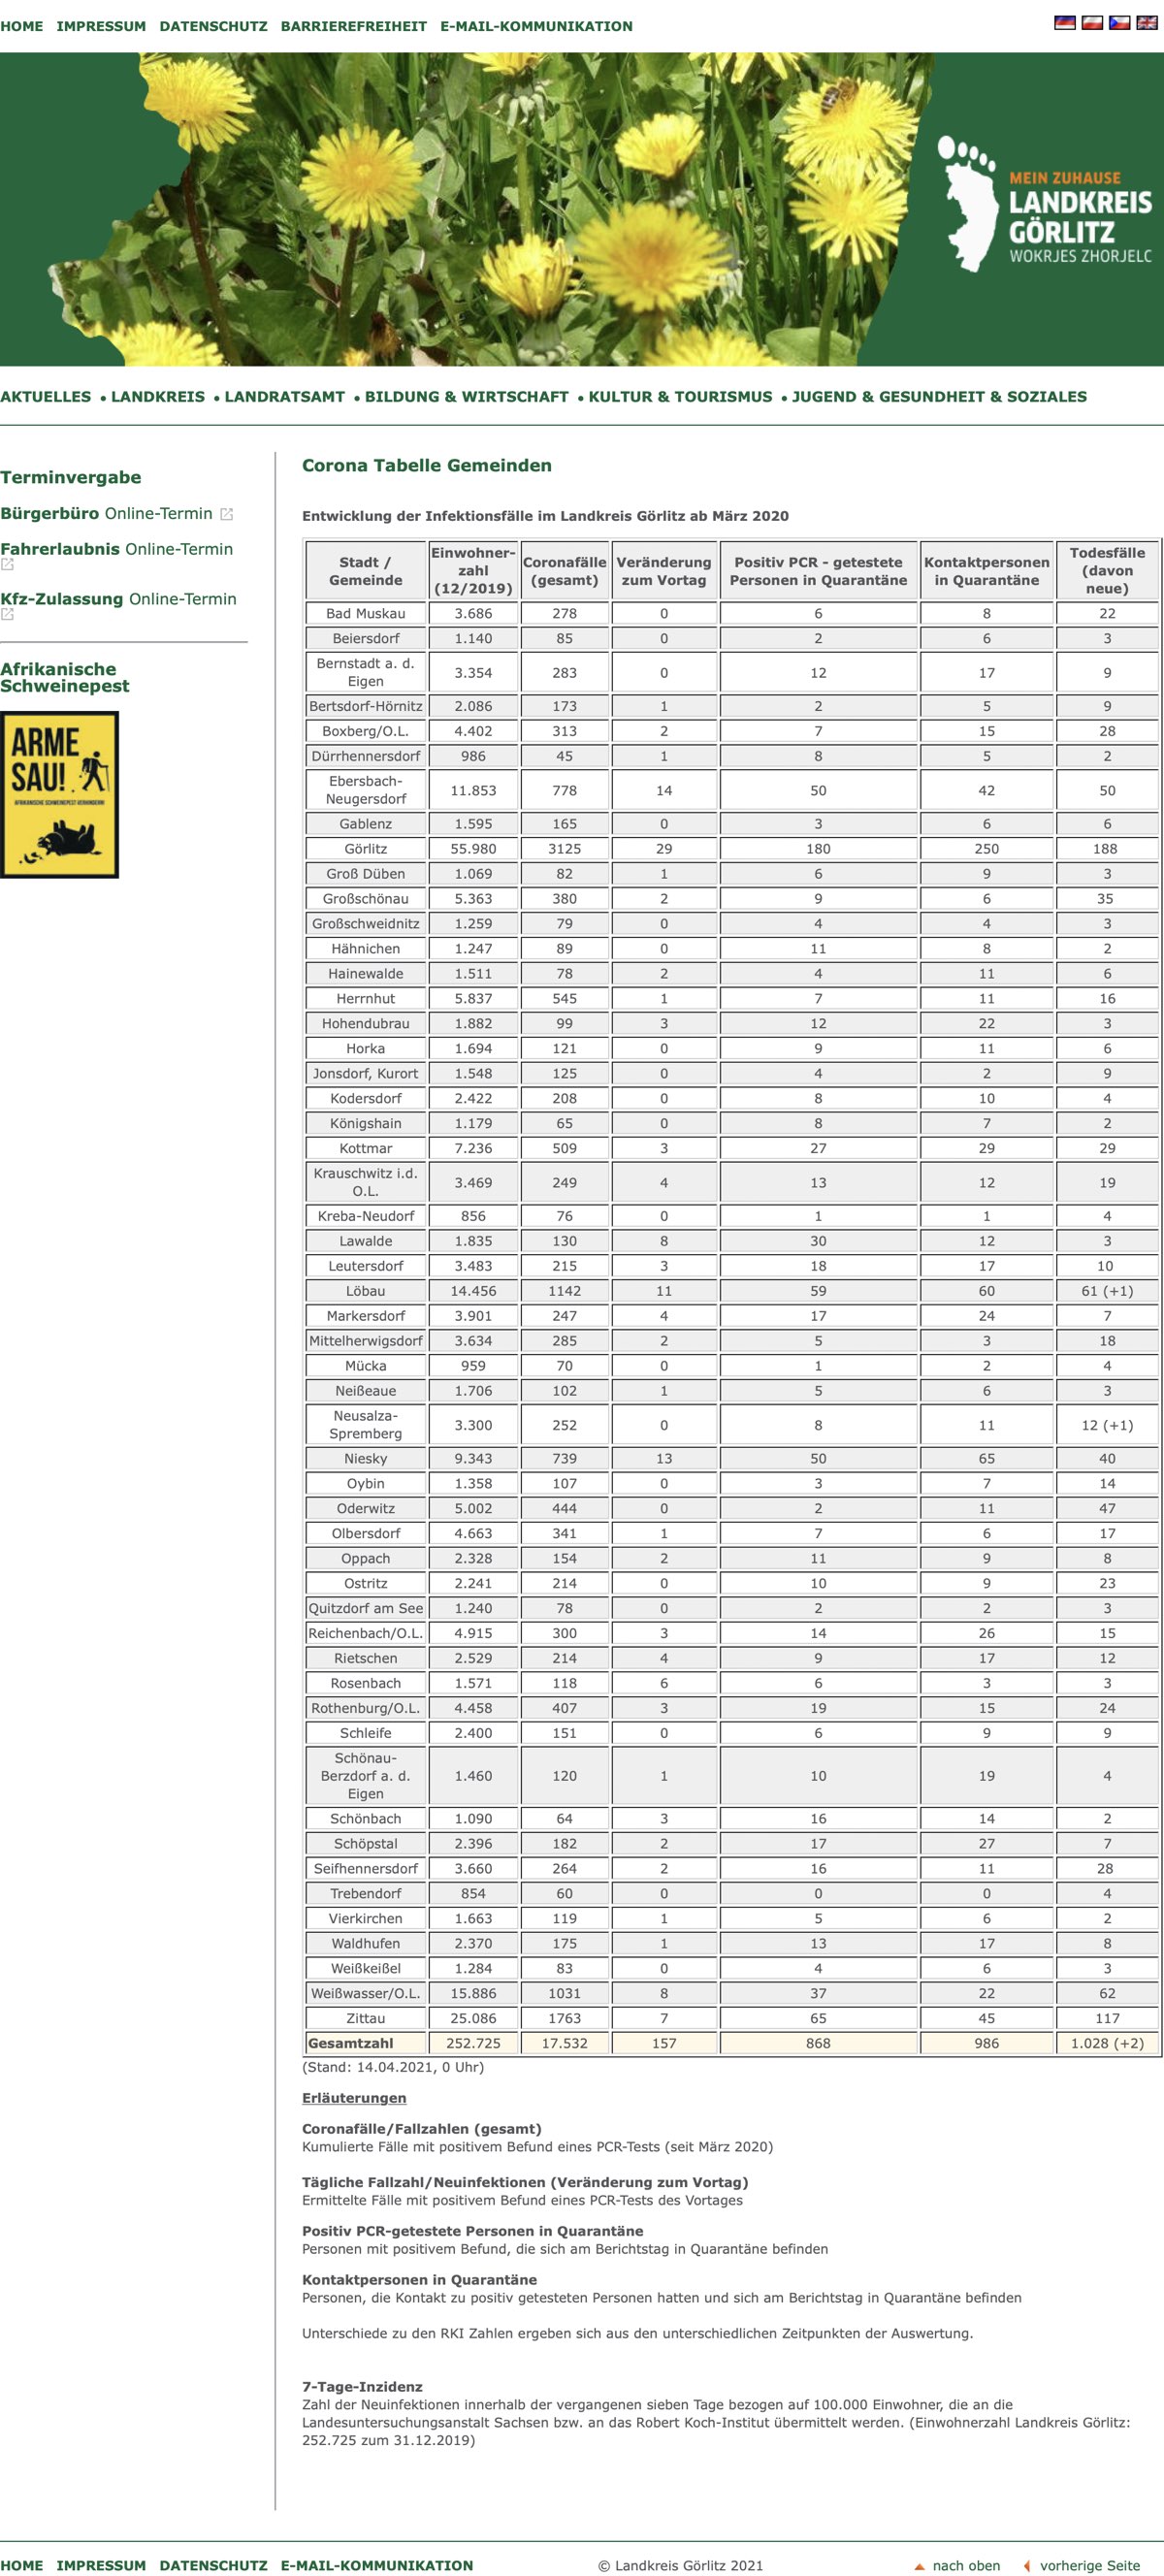 HOME IMPRESSUM DATENSCHUTZ BARRIEREFREIHEIT E-MAIL-KOMMUNIKATION
MEIN ZUHAUSE
LANDKREIS
GÖRLITZ
WOKRJES ZHORJELC
AKTUELLES • LANDKREIS • LANDRATSAMT • BILDUNG & WIRTSCHAFT • KULTUR & TOURISMUS • JUGEND & GESUNDHEIT & SOZIALES
Terminvergabe
Bürgerbüro Online-Termin
Fahrerlaubnis Online-Termin
Kfz-Zulassung Online-Termin
Afrikanische
Schweinepest
ARME
SAU!
AFRIKANISCHE SCHWEINEPEST VERHINDERN!
Corona Tabelle Gemeinden
Entwicklung der Infektionsfälle im Landkreis Görlitz ab März 2020
Stadt / Gemeinde Einwohner-zahl (12/2019) Coronafälle (gesamt) Veränderung zum Vortag Positiv PCR - getestete Personen in Quarantäne Kontaktpersonen in Quarantäne Todesfälle (davon neue)
Bad Muskau 3.686 278 0 6 8 22
Beiersdorf 1.140 85 0 2 6 3
Bernstadt a. d. Eigen 3.354 283 0 12 17 9
Bertsdorf-Hörnitz 2.086 173 1 2 5 9
Boxberg/O.L. 4.402 313 2 7 15 28
Dürrhennersdorf 986 45 1 8 5 2
Ebersbach-Neugersdorf 11.853 778 14 50 42 50
Gablenz 1.595 165 0 3 6 6
Görlitz 55.980 3125 29 180 250 188
Groß Düben 1.069 82 1 6 9 3
Großschönau 5.363 380 2 9 6 35
Großschweidnitz 1.259 79 0 4 4 3
Hähnichen 1.247 89 0 11 8 2
Hainewalde 1.511 78 2 4 11 6
Herrnhut 5.837 545 1 7 11 16
Hohendubrau 1.882 99 3 12 22 3
Horka 1.694 121 0 9 11 6
Jonsdorf, Kurort 1.548 125 0 4 2 9
Kodersdorf 2.422 208 0 8 10 4
Königshain 1.179 65 0 8 7 2
Kottmar 7.236 509 3 27 29 29
Krauschwitz i.d. O.L. 3.469 249 4 13 12 19
Kreba-Neudorf 856 76 0 1 1 4
Lawalde 1.835 130 8 30 12 3
Leutersdorf 3.483 215 3 18 17 10
Löbau 14.456 1142 11 59 60 61 (+1)
Markersdorf 3.901 247 4 17 24 7
Mittelherwigsdorf 3.634 285 2 5 3 18
Mücka 959 70 0 1 2 4
Neißeaue 1.706 102 1 5 6 3
Neusalza-Spremberg 3.300 252 0 8 11 12 (+1)
Niesky 9.343 739 13 50 65 40
Oybin 1.358 107 0 3 7 14
Oderwitz 5.002 444 0 2 11 47
Olbersdorf 4.663 341 1 7 6 17
Oppach 2.328 154 2 11 9 8
Ostritz 2.241 214 0 10 9 23
Quitzdorf am See 1.240 78 0 2 2 3
Reichenbach/O.L. 4.915 300 3 14 26 15
Rietschen 2.529 214 4 9 17 12
Rosenbach 1.571 118 6 6 3 3
Rothenburg/O.L. 4.458 407 3 19 15 24
Schleife 2.400 151 0 6 9 9
Schönau-Berzdorf a. d. Eigen 1.460 120 1 10 19 4
Schönbach 1.090 64 3 16 14 2
Schöpstal 2.396 182 2 17 27 7
Seifhennersdorf 3.660 264 2 16 11 28
Trebendorf 854 60 0 0 0 4
Vierkirchen 1.663 119 1 5 6 2
Waldhufen 2.370 175 1 13 17 8
Weißkeißel 1.284 83 0 4 6 3
Weißwasser/O.L. 15.886 1031 8 37 22 62
Zittau 25.086 1763 7 65 45 117
Gesamtzahl 252.725 17.532 157 868 986 1.028 (+2)
(Stand: 14.04.2021, 0 Uhr)
Erläuterungen
Coronafälle/Fallzahlen (gesamt)
Kumulierte Fälle mit positivem Befund eines PCR-Tests (seit März 2020)
Tägliche Fallzahl/Neuinfektionen (Veränderung zum Vortag)
Ermittelte Fälle mit positivem Befund eines PCR-Tests des Vortages
Positiv PCR-getestete Personen in Quarantäne
Personen mit positivem Befund, die sich am Berichtstag in Quarantäne befinden
Kontaktpersonen in Quarantäne
Personen, die Kontakt zu positiv getesteten Personen hatten und sich am Berichtstag in Quarantäne befinden
Unterschiede zu den RKI Zahlen ergeben sich aus den unterschiedlichen Zeitpunkten der Auswertung.
7-Tage-Inzidenz
Zahl der Neuinfektionen innerhalb der vergangenen sieben Tage bezogen auf 100.000 Einwohner, die an die
Landesuntersuchungsanstalt Sachsen bzw. an das Robert Koch-Institut übermittelt werden. (Einwohnerzahl Landkreis Görlitz:
252.725 zum 31.12.2019)
HOME IMPRESSUM DATENSCHUTZ E-MAIL-KOMMUNIKATION © Landkreis Görlitz 2021 nach oben vorherige Seite